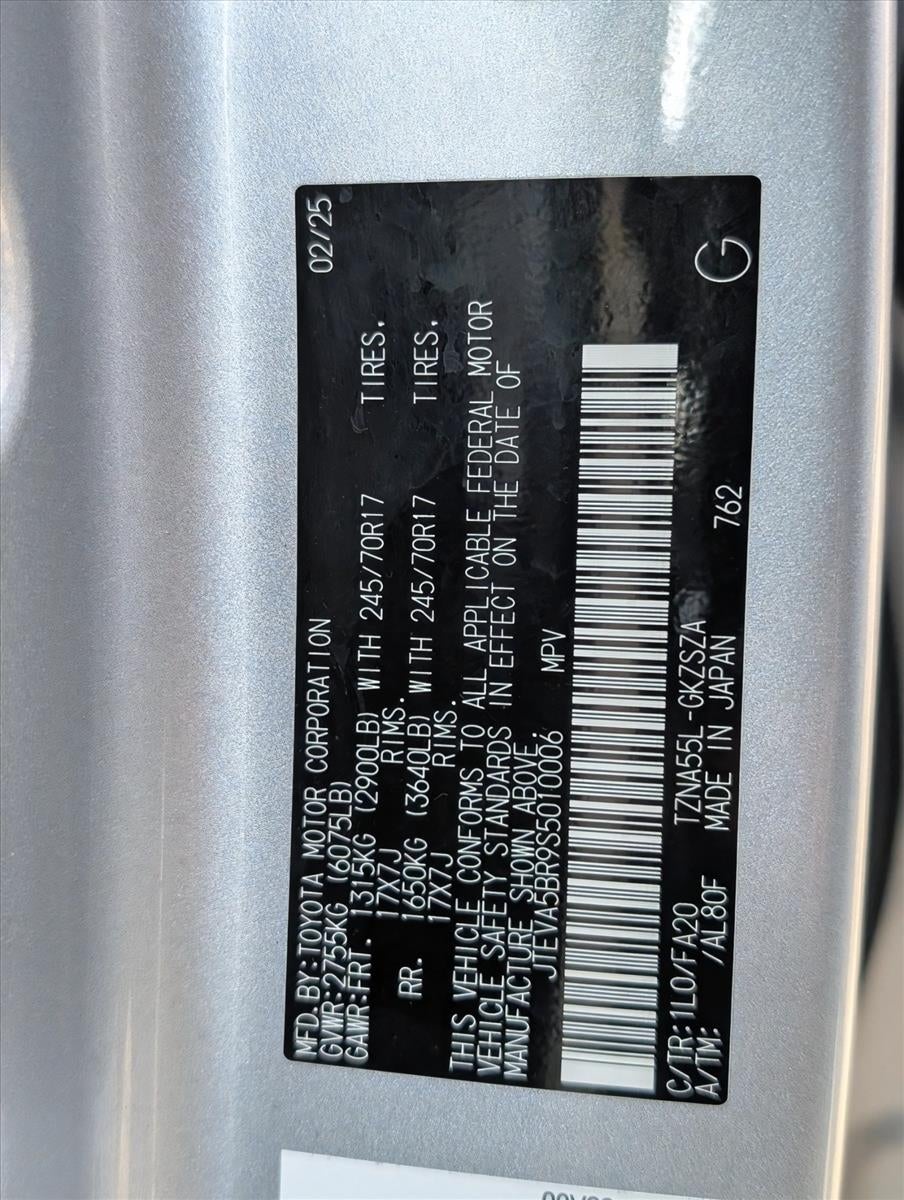 MFD.BY:TOYOTA MOTOR CORPORATION 02/25
GVWR:2755KG (6075LB)
GAWR:FRT. 1315KG (2900LB) WITH 245/70R17 TIRES,
17X7J RIMS.
RR. 1650KG (3640LB) WITH 245/70R17 TIRES,
17X7J RIMS.
THIS VEHICLE CONFORMS TO ALL APPLICABLE FEDERAL MOTOR
VEHICLE SAFETY STANDARDS IN EFFECT ON THE DATE OF
MANUFACTURE SHOWN ABOVE.
JTEVA5BR9S5010006 MPV
C/TR:1L0/FA20 TZNA55L-GKZSZA 762 G
A/TM: /AL80F MADE IN JAPAN